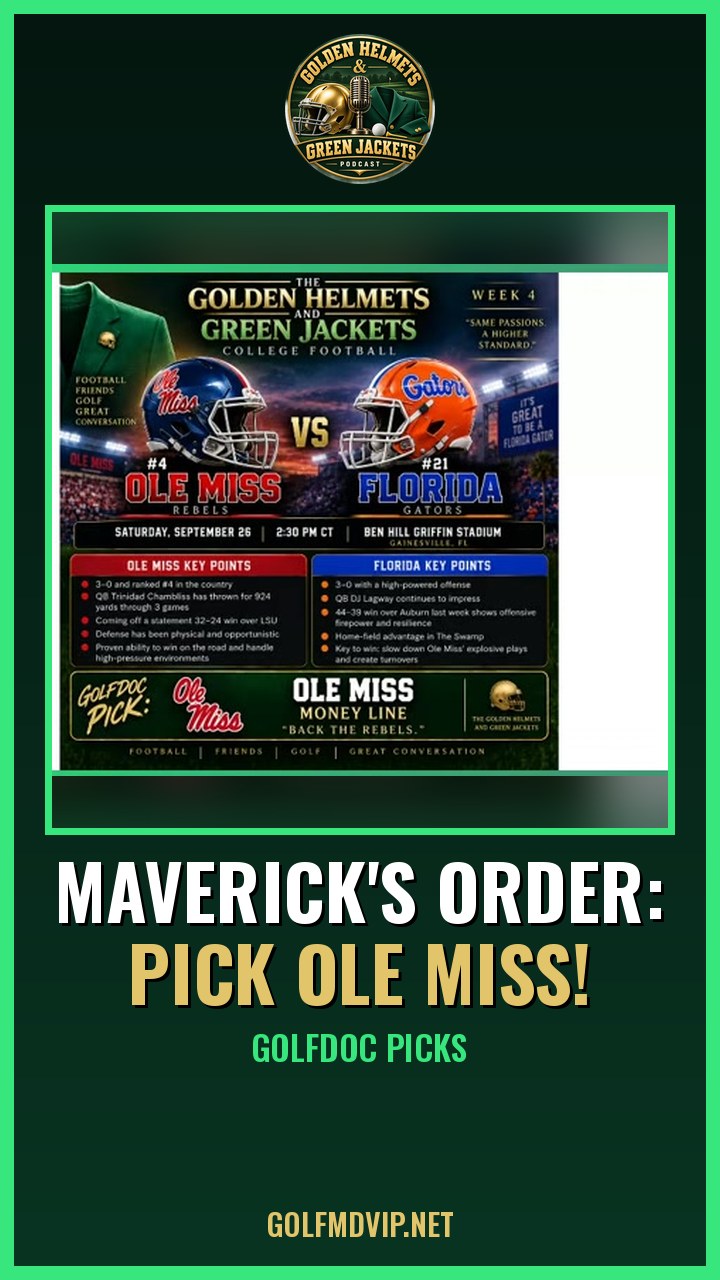 GOLDEN HELMETS
&
GREEN JACKETS
PODCAST
THE
GOLDEN HELMETS
AND
GREEN JACKETS
COLLEGE FOOTBALL
WEEK 4
"SAME PASSIONS.
A HIGHER
STANDARD."
FOOTBALL
FRIENDS
GOLF
GREAT
CONVERSATION
Ole
Miss
VS
Gators
IT'S
GREAT
TO BE A
FLORIDA GATOR
OLE MISS
#4
OLE MISS
REBELS
#21
FLORIDA
GATORS
SATURDAY, SEPTEMBER 26 | 2:30 PM CT | BEN HILL GRIFFIN STADIUM
GAINESVILLE, FL
OLE MISS KEY POINTS
3-0 and ranked #4 in the country
QB Trinidad Chambliss has thrown for 924
yards through 3 games
Coming off a statement 32-24 win over LSU
Defense has been physical and opportunistic
Proven ability to win on the road and handle
high-pressure environments
FLORIDA KEY POINTS
3-0 with a high-powered offense
QB DJ Lagway continues to impress
44-39 win over Auburn last week shows offensive
firepower and resilience
Home-field advantage in The Swamp
Key to win: slow down Ole Miss' explosive plays
and create turnovers
GOLFDOC
PICK:
Ole
Miss
OLE MISS
MONEY LINE
"BACK THE REBELS."
THE GOLDEN HELMETS
AND GREEN JACKETS
FOOTBALL | FRIENDS | GOLF | GREAT CONVERSATION
MAVERICK'S ORDER:
PICK OLE MISS!
GOLFDOC PICKS
GOLFMDVIP.NET